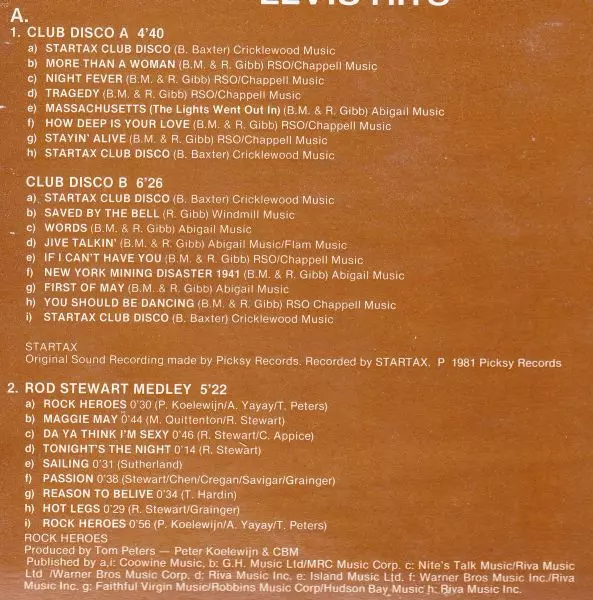 ELVIS HITS
A.
1. CLUB DISCO A 4'40
a) STARTAX CLUB DISCO (B. Baxter) Cricklewood Music
b) MORE THAN A WOMAN (B.M. & R. Gibb) RSO/Chappell Music
c) NIGHT FEVER (B.M. & R. Gibb) RSO/Chappell Music
d) TRAGEDY (B.M. & R. Gibb) RSO/Chappell Music
e) MASSACHUSETTS (The Lights Went Out In) (B.M. & R. Gibb) Abigail Music
f) HOW DEEP IS YOUR LOVE (B.M. & R. Gibb) RSO/Chappell Music
g) STAYIN' ALIVE (B.M. & R. Gibb) RSO/Chappell Music
h) STARTAX CLUB DISCO (B. Baxter) Cricklewood Music
CLUB DISCO B 6'26
a) STARTAX CLUB DISCO (B. Baxter) Cricklewood Music
b) SAVED BY THE BELL (R. Gibb) Windmill Music
c) WORDS (B.M. & R. Gibb) Abigail Music
d) JIVE TALKIN' (B.M. & R. Gibb) Abigail Music/Flam Music
e) IF I CAN'T HAVE YOU (B.M. & R. Gibb) RSO/Chappell Music
f) NEW YORK MINING DISASTER 1941 (B.M. & R. Gibb) Abigail Music
g) FIRST OF MAY (B.M. & R. Gibb) Abigail Music
h) YOU SHOULD BE DANCING (B.M. & R. Gibb) RSO Chappell Music
i) STARTAX CLUB DISCO (B. Baxter) Cricklewood Music
STARTAX
Original Sound Recording made by Picksy Records. Recorded by STARTAX. P 1981 Picksy Records
2. ROD STEWART MEDLEY 5'22
a) ROCK HEROES 0'30 (P. Koelewijn/A. Yayay/T. Peters)
b) MAGGIE MAY 0'44 (M. Quittenton/R. Stewart)
c) DA YA THINK I'M SEXY 0'46 (R. Stewart/C. Appice)
d) TONIGHT'S THE NIGHT 0'14 (R. Stewart)
e) SAILING 0'31 (Sutherland)
f) PASSION 0'38 (Stewart/Chen/Cregan/Savigar/Grainger)
g) REASON TO BELIVE 0'34 (T. Hardin)
h) HOT LEGS 0'29 (R. Stewart/Grainger)
i) ROCK HEROES 0'56 (P. Koelewijn/A. Yayay/T. Peters)
ROCK HEROES
Produced by Tom Peters — Peter Koelewijn & CBM
Published by a,i: Coowine Music, b: G.H. Music Ltd/MRC Music Corp. c: Nite's Talk Music/Riva Music
Ltd /Warner Bros Music Corp. d: Riva Music Inc. e: Island Music Ltd. f: Warner Bros Music Inc./Riva
Music Inc. g: Faithful Virgin Music/Robbins Music Corp/Hudson Bay Music h: Riva Music Inc.